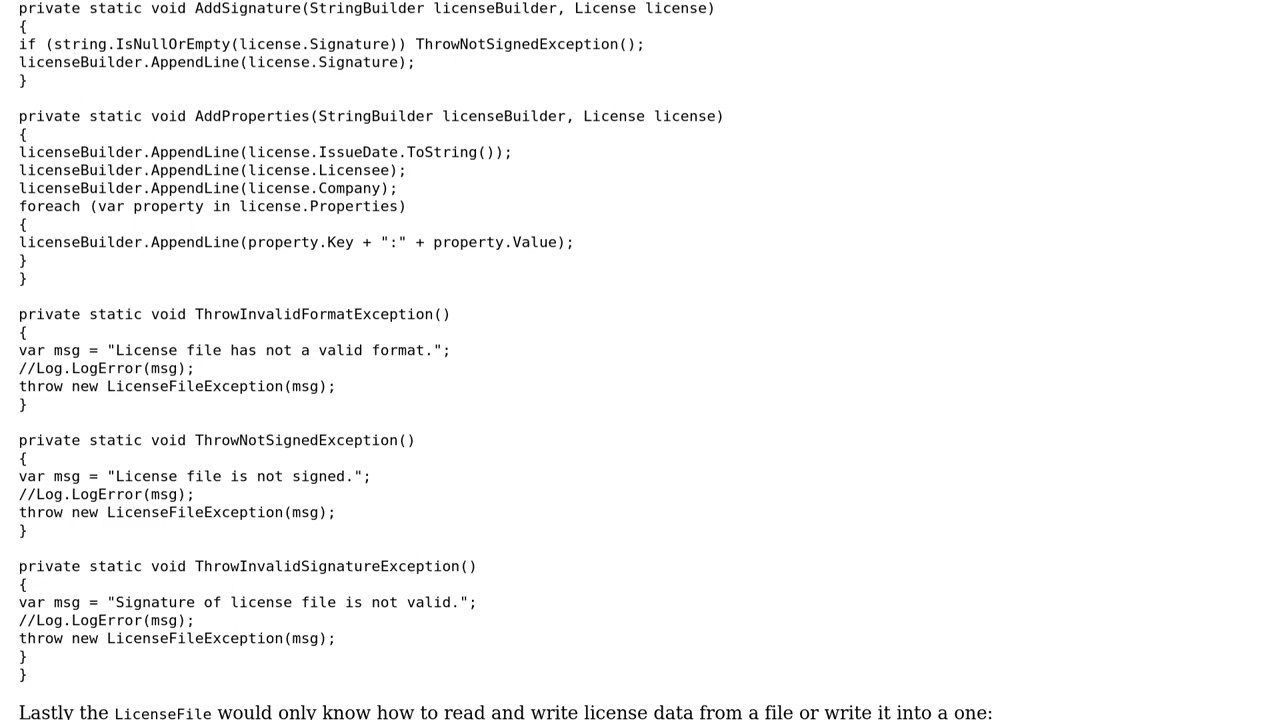 private static void AddSignature(StringBuilder licenseBuilder, License license)
{
if (string.IsNullOrEmpty(license.Signature)) ThrowNotSignedException();
licenseBuilder.AppendLine(license.Signature);
}

private static void AddProperties(StringBuilder licenseBuilder, License license)
{
licenseBuilder.AppendLine(license.IssueDate.ToString());
licenseBuilder.AppendLine(license.Licensee);
licenseBuilder.AppendLine(license.Company);
foreach (var property in license.Properties)
{
licenseBuilder.AppendLine(property.Key + ":" + property.Value);
}
}

private static void ThrowInvalidFormatException()
{
var msg = "License file has not a valid format.";
//Log.LogError(msg);
throw new LicenseFileException(msg);
}

private static void ThrowNotSignedException()
{
var msg = "License file is not signed.";
//Log.LogError(msg);
throw new LicenseFileException(msg);
}

private static void ThrowInvalidSignatureException()
{
var msg = "Signature of license file is not valid.";
//Log.LogError(msg);
throw new LicenseFileException(msg);
}
}

Lastly the LicenseFile would only know how to read and write license data from a file or write it into a one: